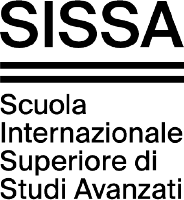 SISSA
Scuola
Internazionale
Superiore di
Studi Avanzati